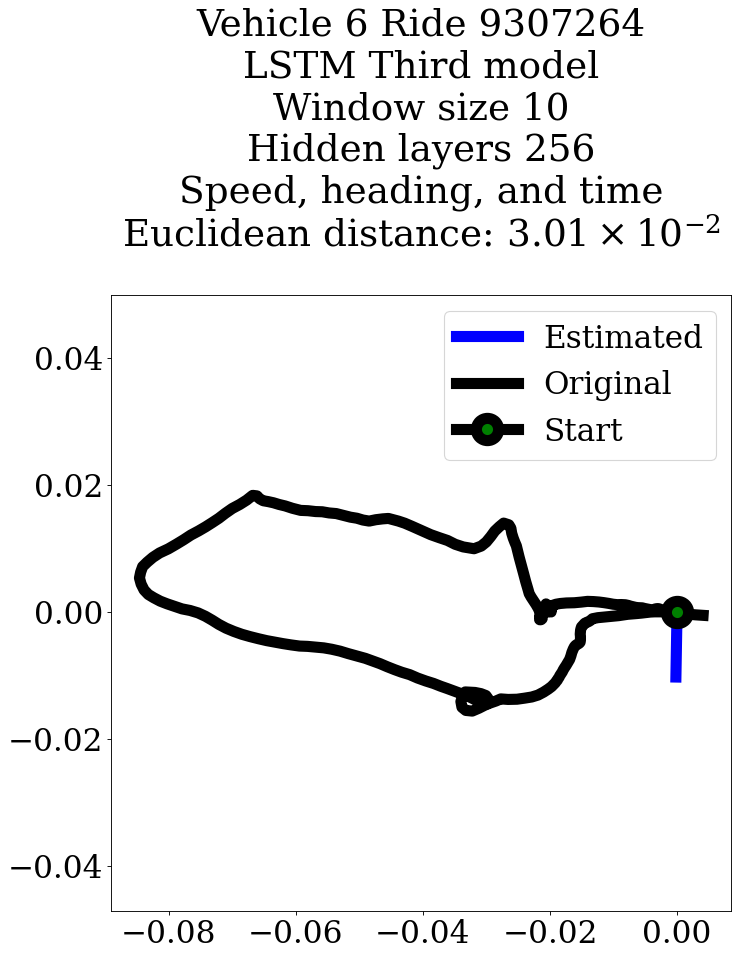 Vehicle 6 Ride 9307264
LSTM Third model
Window size 10
Hidden layers 256
Speed, heading, and time
Euclidean distance: 3.01 × 10⁻²
Estimated
Original
Start
0.04
0.02
0.00
−0.02
−0.04
−0.08 −0.06 −0.04 −0.02 0.00